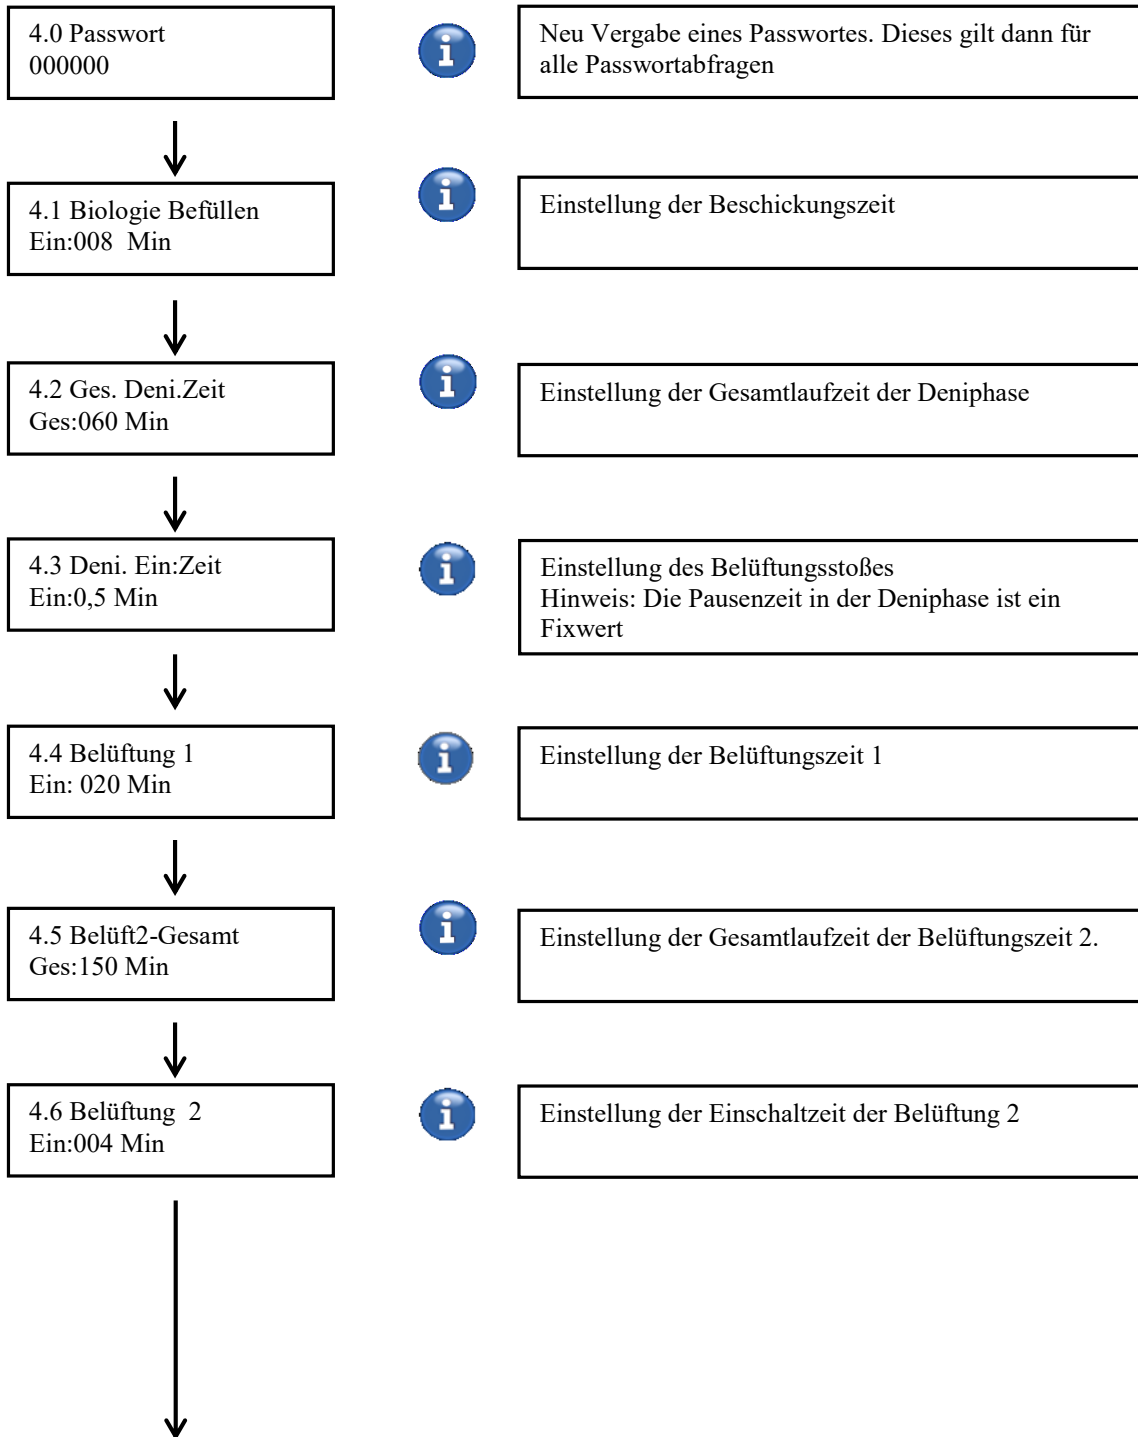 4.0 Passwort
000000
Neu Vergabe eines Passwortes. Dieses gilt dann für
alle Passwortabfragen
4.1 Biologie Befüllen
Ein:008  Min
Einstellung der Beschickungszeit
4.2 Ges. Deni.Zeit
Ges:060 Min
Einstellung der Gesamtlaufzeit der Deniphase
4.3 Deni. Ein:Zeit
Ein:0,5 Min
Einstellung des Belüftungsstoßes
Hinweis: Die Pausenzeit in der Deniphase ist ein
Fixwert
4.4 Belüftung 1
Ein: 020 Min
Einstellung der Belüftungszeit 1
4.5 Belüft2-Gesamt
Ges:150 Min
Einstellung der Gesamtlaufzeit der Belüftungszeit 2.
4.6 Belüftung  2
Ein:004 Min
Einstellung der Einschaltzeit der Belüftung 2